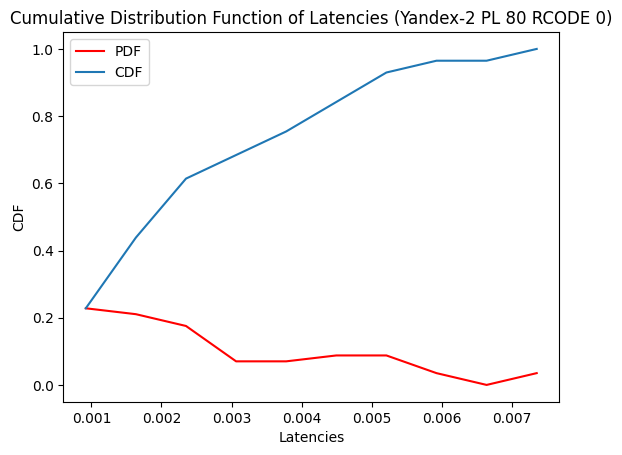 Cumulative Distribution Function of Latencies (Yandex-2 PL 80 RCODE 0)
PDF
CDF
1.0
0.8
0.6
0.4
0.2
0.0
CDF
0.001 0.002 0.003 0.004 0.005 0.006 0.007
Latencies